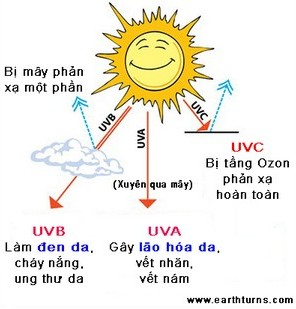 Bị mây phản
xạ một phần
UVB
UVA
UVC
(Xuyên qua mây)
UVC
Bị tầng Ozon
phản xạ
hoàn toàn
UVB
Làm đen da,
cháy nắng,
ung thư da
UVA
Gây lão hóa da,
vết nhăn,
vết nám
www.earthturns.com